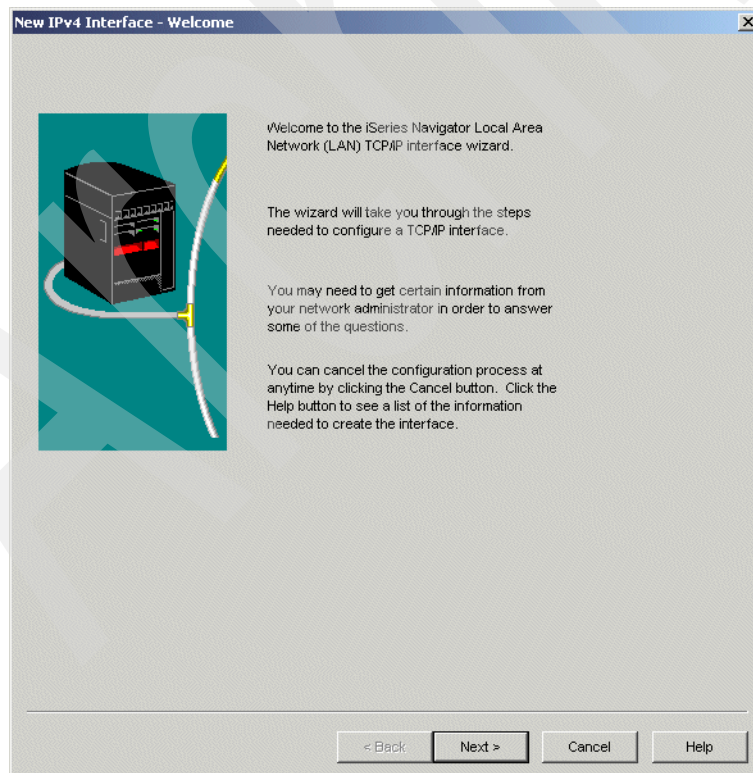 New IPv4 Interface - Welcome
Welcome to the iSeries Navigator Local Area
Network (LAN) TCP/IP interface wizard.
The wizard will take you through the steps
needed to configure a TCP/IP interface.
You may need to get certain information from
your network administrator in order to answer
some of the questions.
You can cancel the configuration process at
anytime by clicking the Cancel button.  Click the
Help button to see a list of the information
needed to create the interface.
< Back
Next >
Cancel
Help